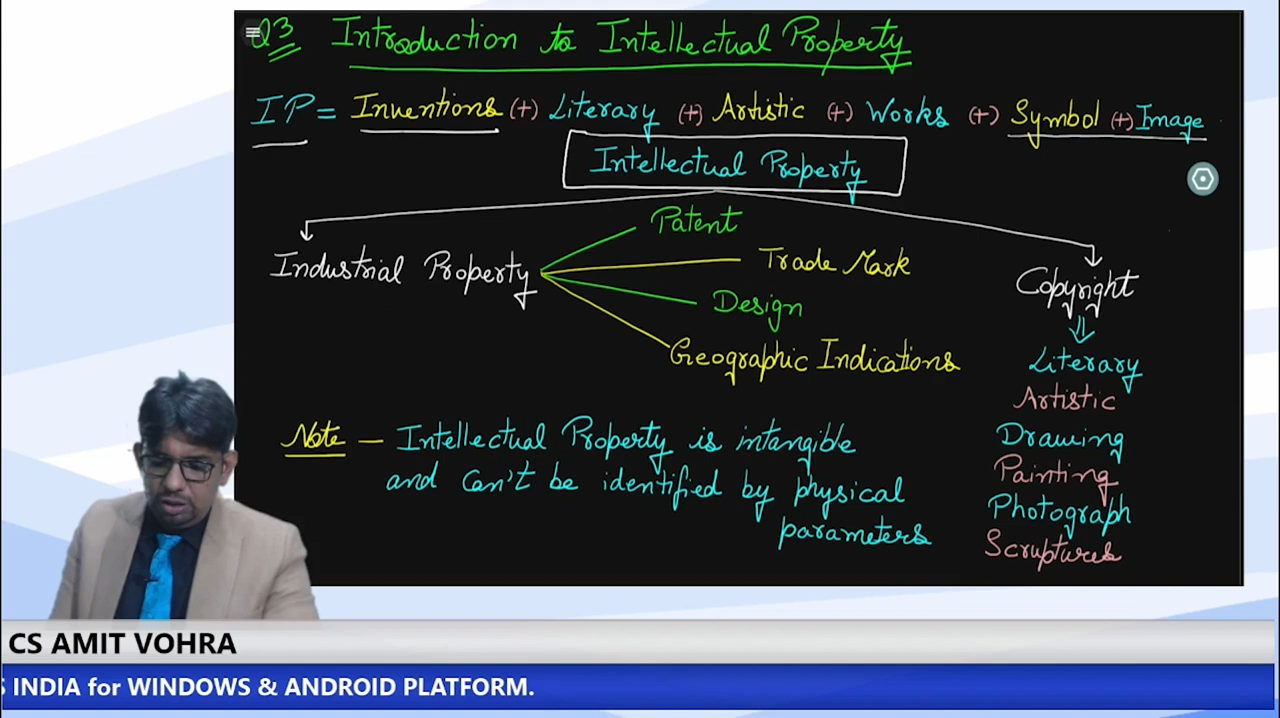 Q3 Introduction to Intellectual Property
IP = Inventions (+) Literary (+) Artistic (+) Works (+) Symbol (+) Image
Intellectual Property
Industrial Property
Patent
Trade Mark
Design
Geographic Indications
Copyright
Literary
Artistic
Drawing
Painting
Photograph
Scruptures
Note — Intellectual Property is intangible
and can't be identified by physical
parameters
CS AMIT VOHRA
S INDIA for WINDOWS & ANDROID PLATFORM.